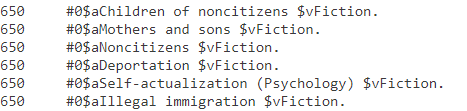 650 #0$aChildren of noncitizens $vFiction.
650 #0$aMothers and sons $vFiction.
650 #0$aNoncitizens $vFiction.
650 #0$aDeportation $vFiction.
650 #0$aSelf-actualization (Psychology) $vFiction.
650 #0$aIllegal immigration $vFiction.